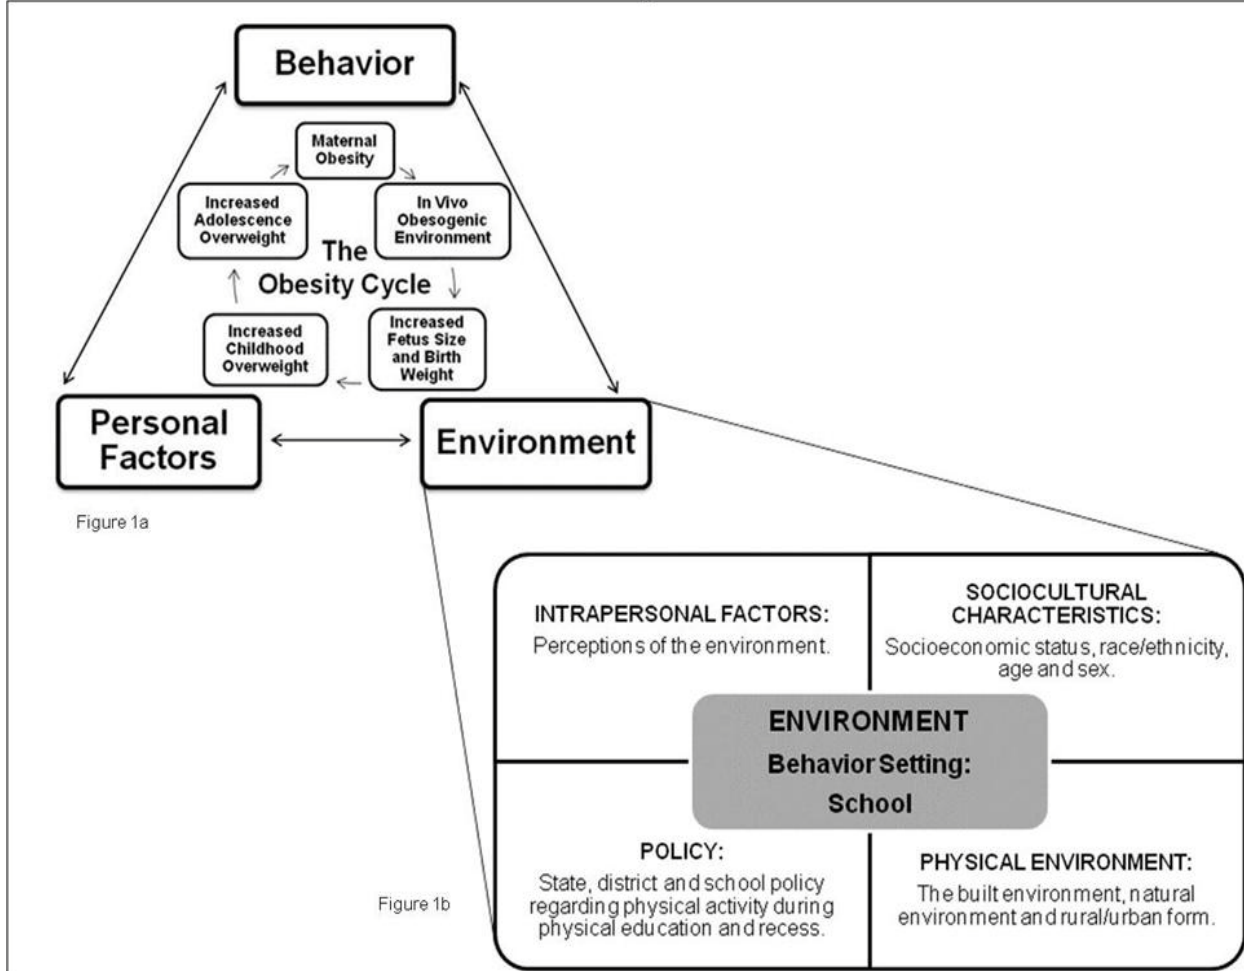 Behavior
Maternal
Obesity
Increased
Adolescence
Overweight
In Vivo
Obesogenic
Environment
The
Obesity Cycle
Increased
Childhood
Overweight
Increased
Fetus Size
and Birth
Weight
Personal
Factors
Environment
Figure 1a
INTRAPERSONAL FACTORS:
Perceptions of the environment.
SOCIOCULTURAL
CHARACTERISTICS:
Socioeconomic status, race/ethnicity,
age and sex.
ENVIRONMENT
Behavior Setting:
School
POLICY:
State, district and school policy
regarding physical activity during
physical education and recess.
PHYSICAL ENVIRONMENT:
The built environment, natural
environment and rural/urban form.
Figure 1b